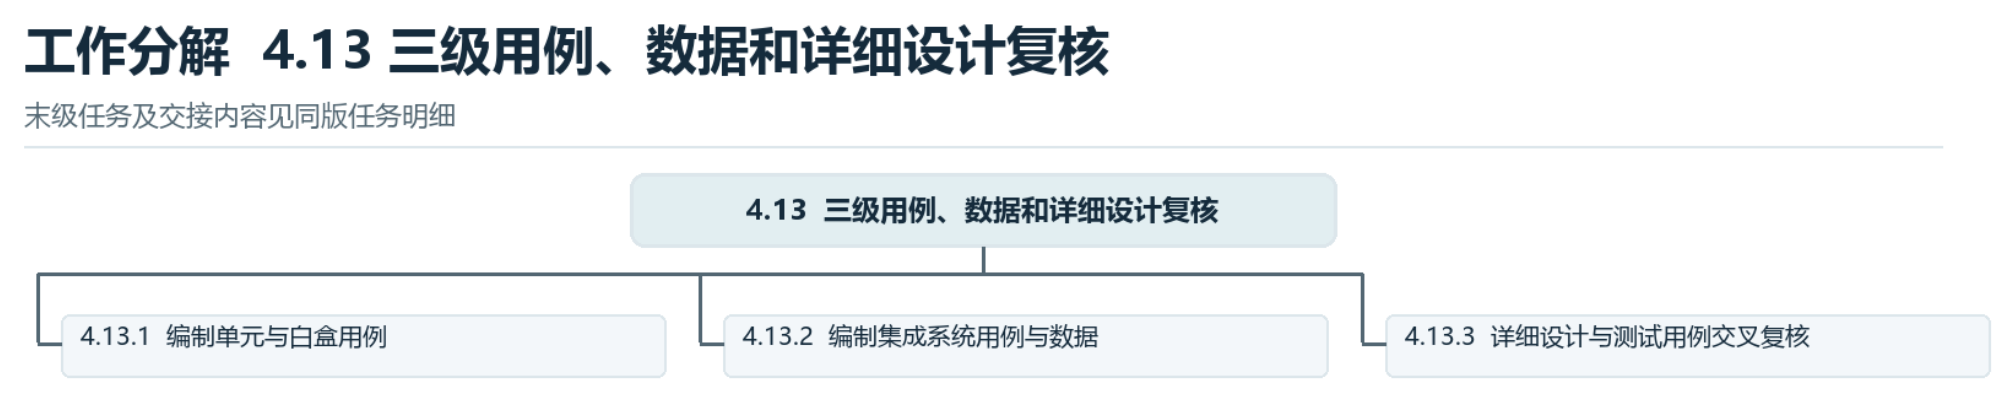 工作分解  4.13 三级用例、数据和详细设计复核
末级任务及交接内容见同版任务明细
4.13  三级用例、数据和详细设计复核
4.13.1  编制单元与白盒用例
4.13.2  编制集成系统用例与数据
4.13.3  详细设计与测试用例交叉复核